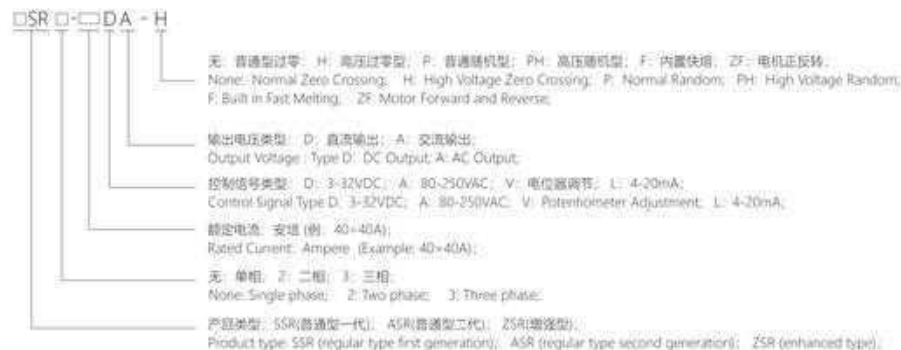 □SR □-□DA-H
无: 普通型过零; H: 高压过零型; P: 普通随机型; PH: 高压随机型; F: 内置快熔; ZF: 电机正反转;
None: Normal Zero Crossing; H: High Voltage Zero Crossing; P: Normal Random; PH: High Voltage Random;
F: Built in Fast Melting; ZF: Motor Forward and Reverse;
输出电压类型: D: 直流输出; A: 交流输出;
Output Voltage : Type D: DC Output; A: AC Output;
控制信号类型: D: 3-32VDC; A: 80-250VAC; V: 电位器调节; L: 4-20mA;
Control Signal Type D: 3-32VDC; A: 80-250VAC; V: Potenhometer Adjustment; L: 4-20mA;
额定电流: 安培 (例: 40=40A);
Rated Current: Ampere (Example: 40=40A);
无: 单相; 2: 二相; 3: 三相;
None: Single phase; 2: Two phase; 3: Three phase;
产品类型: SSR(普通型一代); ASR(普通型二代); ZSR(增强型);
Product type: SSR (regular type first generation); ASR (regular type second generation); ZSR (enhanced type);